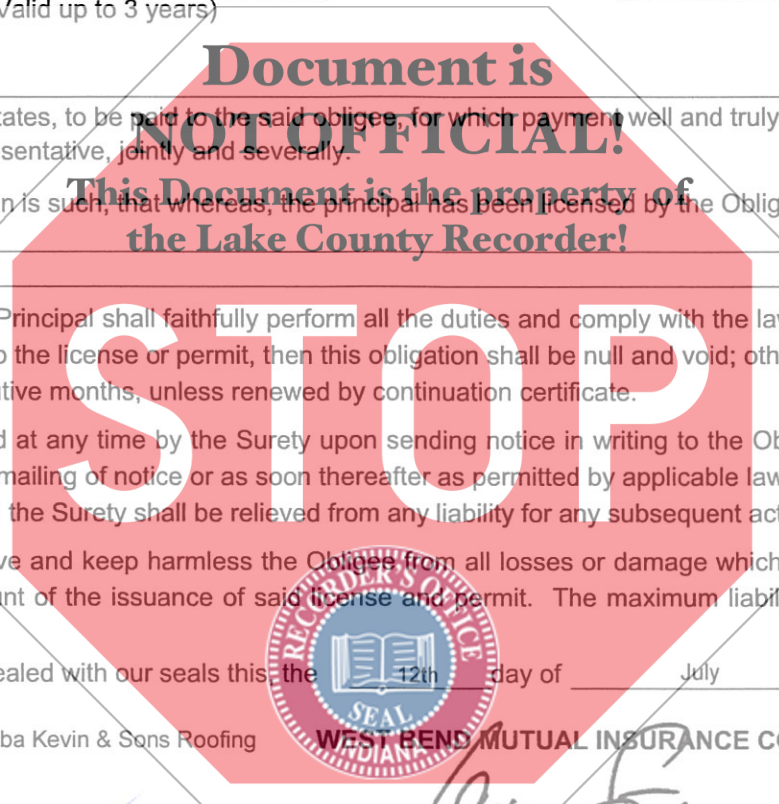 Valid up to 3 years)
Document is
tates, to be paid to the said obligee, for which payment well and truly
NOT OFFICIAL!
sentative, jointly and severally.
This Document is the property of
n is such, that whereas, the principal has been licensed by the Oblig
the Lake County Recorder!
Principal shall faithfully perform all the duties and comply with the la
STOP
o the license or permit, then this obligation shall be null and void; oth
utive months, unless renewed by continuation certificate.
d at any time by the Surety upon sending notice in writing to the Ob
mailing of notice or as soon thereafter as permitted by applicable law
the Surety shall be relieved from any liability for any subsequent act
ve and keep harmless the Obligee from all losses or damage which
nt of the issuance of said license and permit. The maximum liabil
RECORDER'S OFFICE
SEAL
INDIANA
ealed with our seals this, the 12th day of July
ba Kevin & Sons Roofing WEST BEND MUTUAL INSURANCE CO